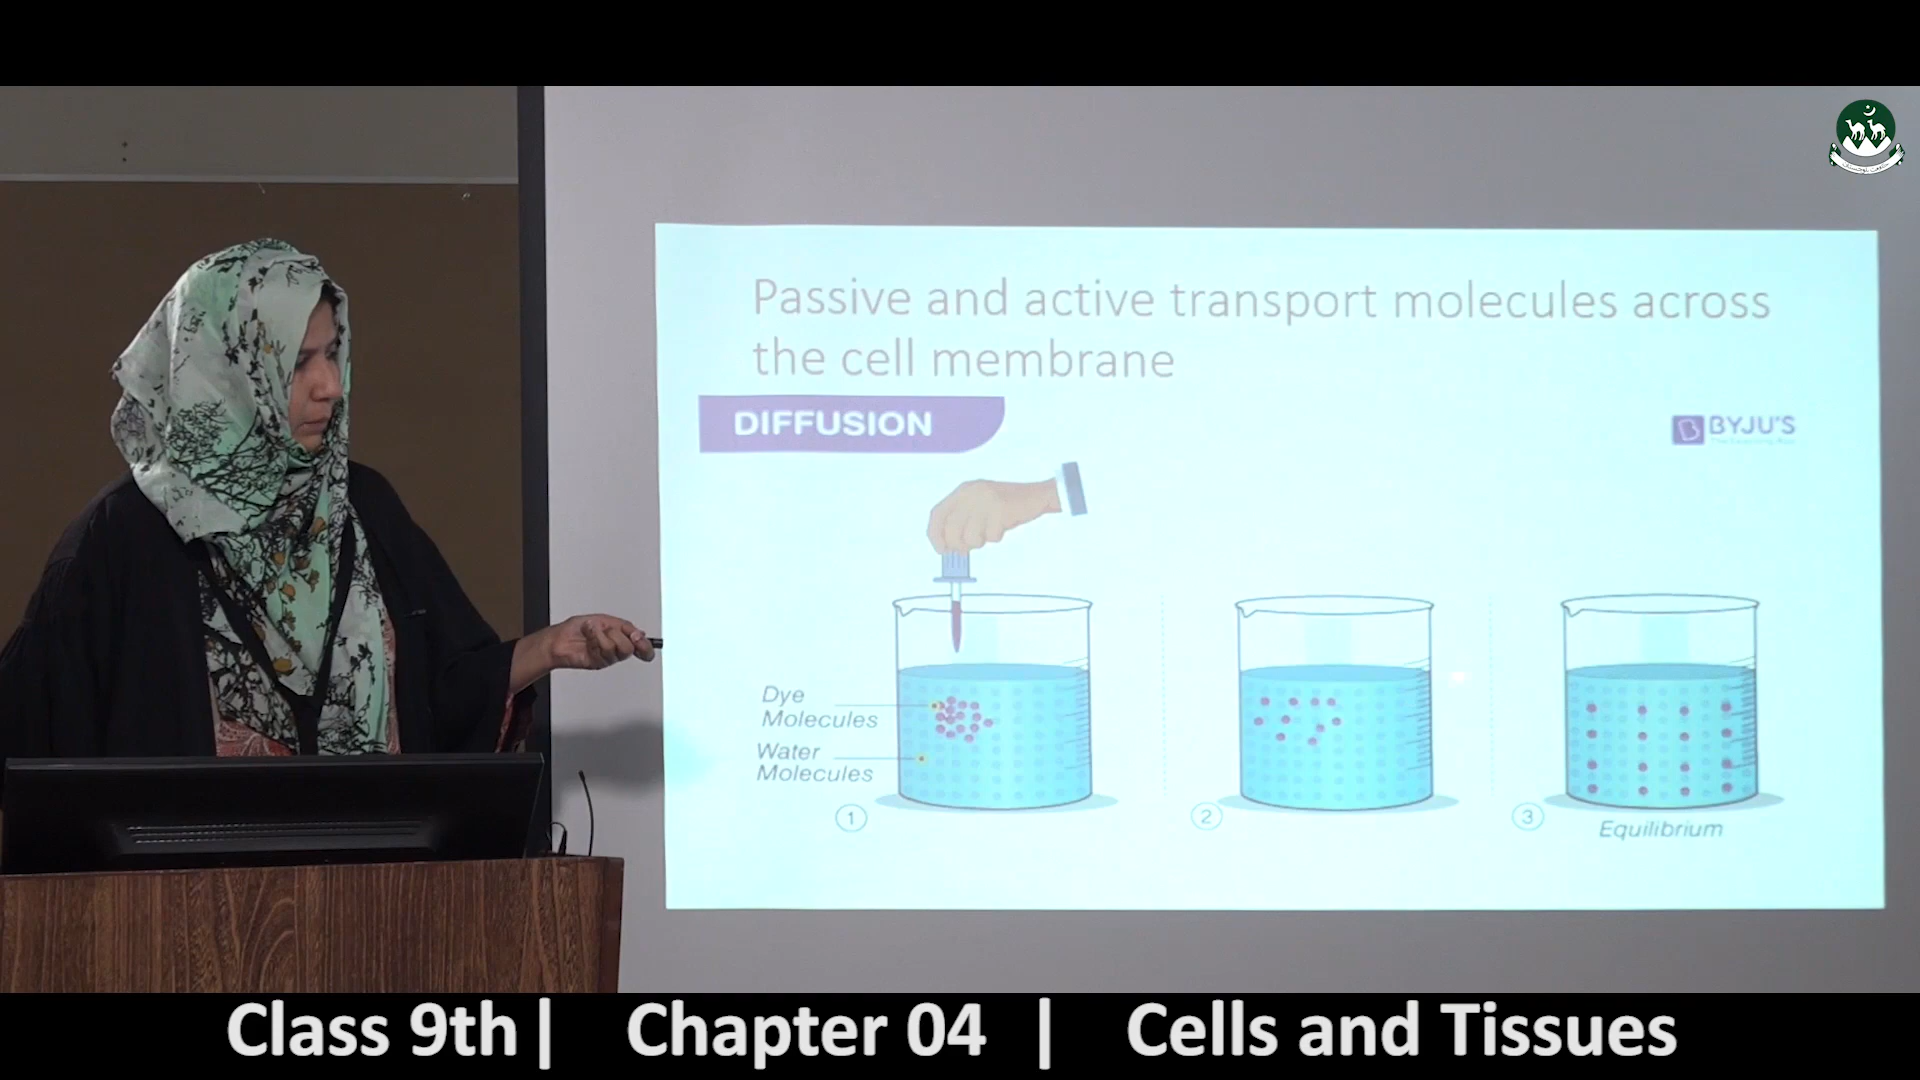 Passive and active transport molecules across
the cell membrane
DIFFUSION
BYJU'S
Dye
Molecules
Water
Molecules
1
2
3
Equilibrium
Class 9th | Chapter 04 | Cells and Tissues